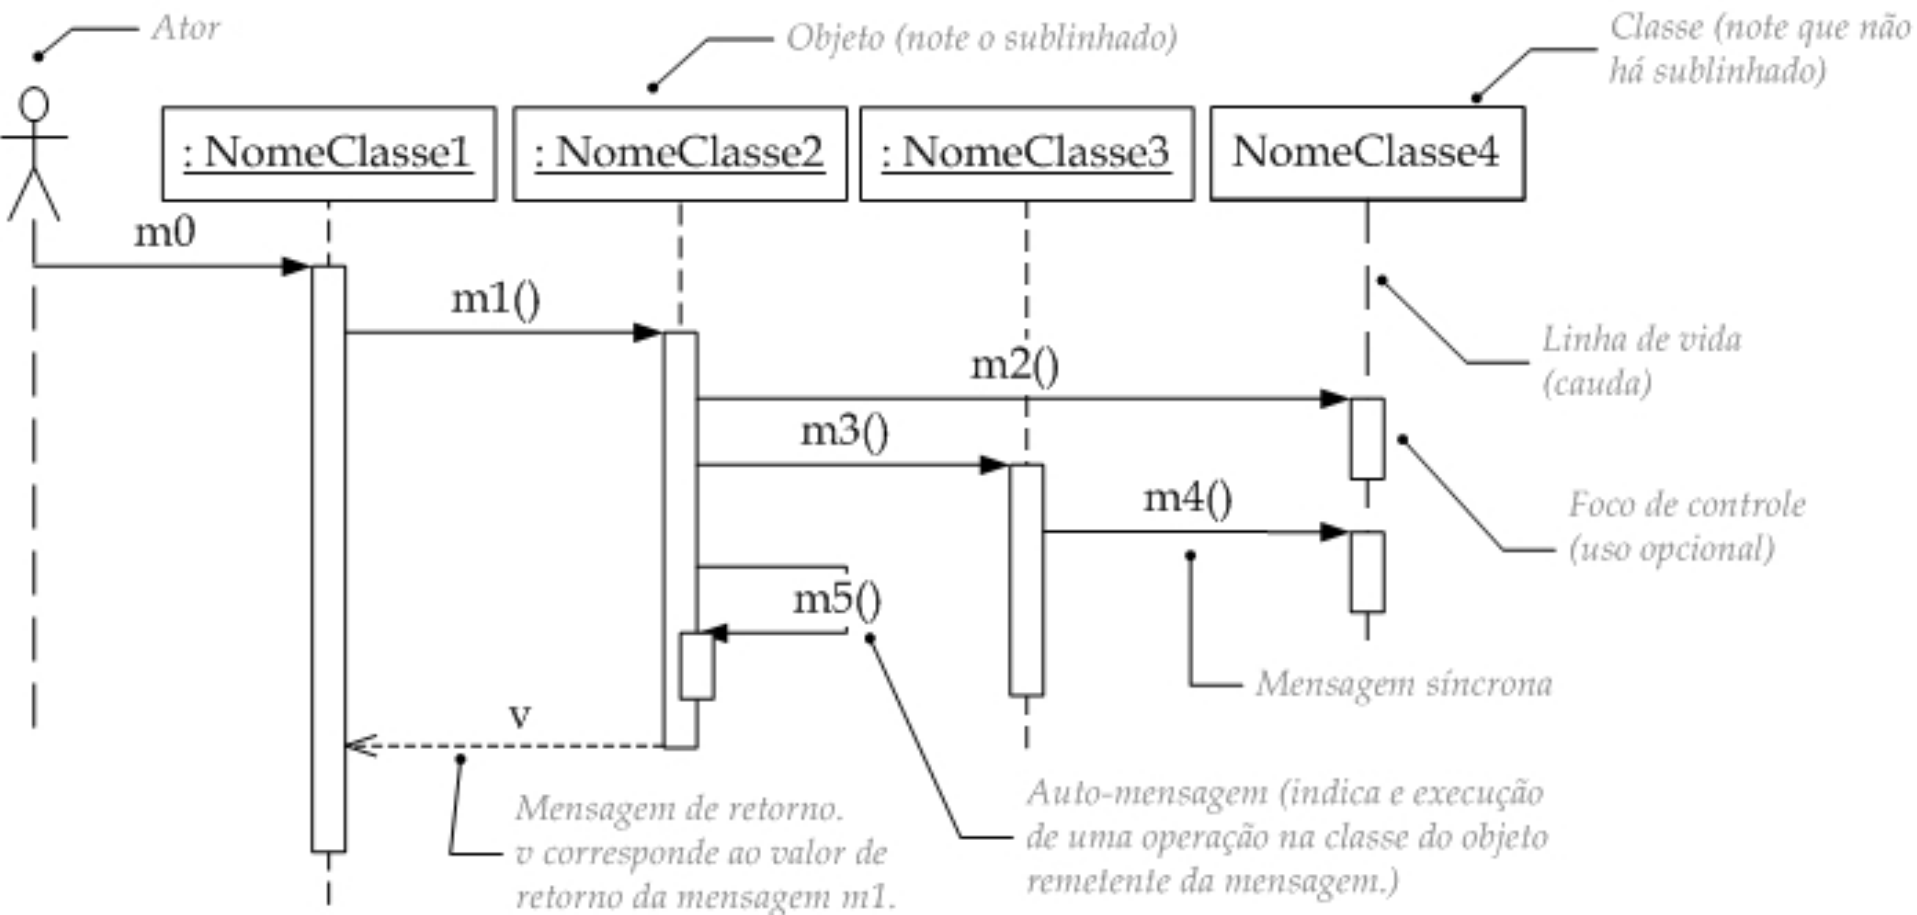 Ator
Objeto (note o sublinhado)
Classe (note que não
há sublinhado)
: NomeClasse1
: NomeClasse2
: NomeClasse3
NomeClasse4
m0
m1()
m2()
m3()
m4()
m5()
v
Linha de vida
(cauda)
Foco de controle
(uso opcional)
Mensagem síncrona
Mensagem de retorno.
v corresponde ao valor de
retorno da mensagem m1.
Auto-mensagem (indica e execução
de uma operação na classe do objeto
remetente da mensagem.)